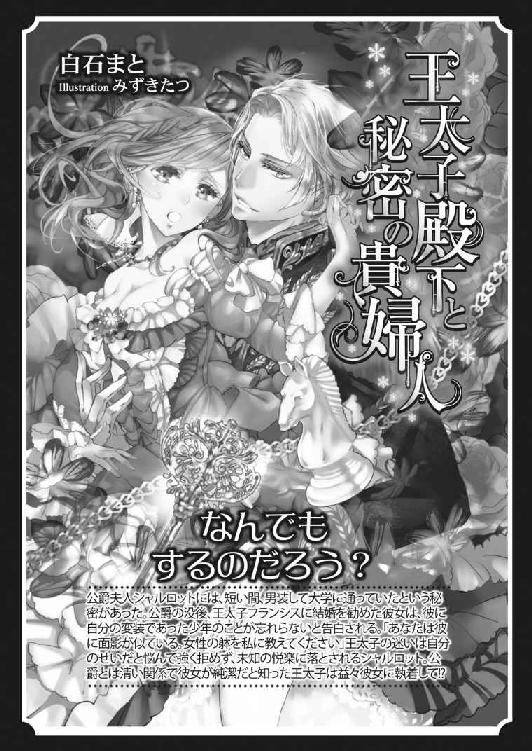 王太子殿下と
秘密の貴婦人
白石まと
Illustration みずきたつ
なんでも
するのだろう？
公爵夫人シャルロットには、短い間、男装して大学に通っていたという秘
密があった。公爵の没後、王太子フランシスに結婚を勧めた彼女は、彼に
自分の変装であった少年のことが忘れらないと告白される。「あなたは彼
に面影が似ている。女性の躰を私に教えてください」王太子の迷いは自分
のせいだと悩んで強く拒めず、未知の悦楽に落とされるシャルロット。公
爵とは清い関係で彼女が純潔だと知った王太子は益々彼女に執着して!?